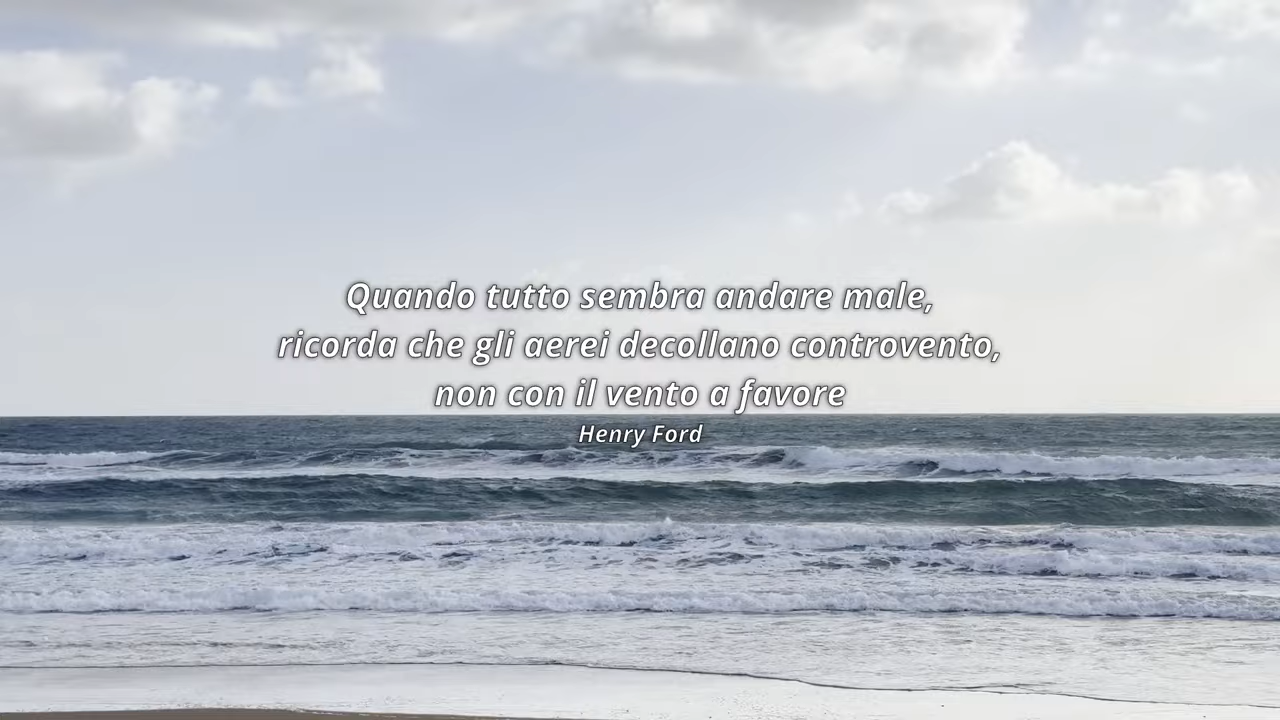 Quando tutto sembra andare male,
ricorda che gli aerei decollano controvento,
non con il vento a favore
Henry Ford